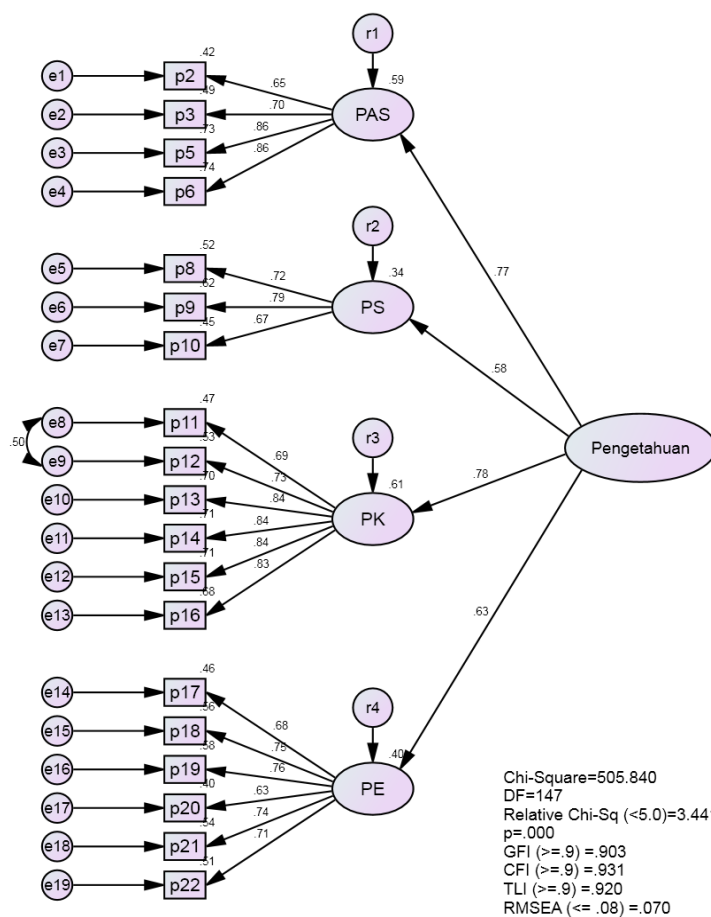 r1
.42
.59
e1
p2
.65
.49
e2
p3
.70
PAS
.73
.86
e3
p5
.86
.74
e4
p6
r2
.77
.52
.34
e5
p8
.72
.62
e6
p9
.79
PS
.45
.67
e7
p10
.58
.47
e8
p11
r3
Pengetahuan
.50
.53
.69
e9
p12
.78
.70
.73
.61
e10
p13
.84
PK
.71
.84
e11
p14
.71
.84
e12
p15
.83
.68
e13
p16
.63
.46
e14
p17
r4
.56
.68
e15
p18
.75
.40
.58
.76
e16
p19
PE
.40
.63
e17
p20
.74
.54
.71
e18
p21
.51
e19
p22
Chi-Square=505.840
DF=147
Relative Chi-Sq (<5.0)=3.44
p=.000
GFI (>=.9) =.903
CFI (>=.9) =.931
TLI (>=.9) =.920
RMSEA (<= .08) =.070